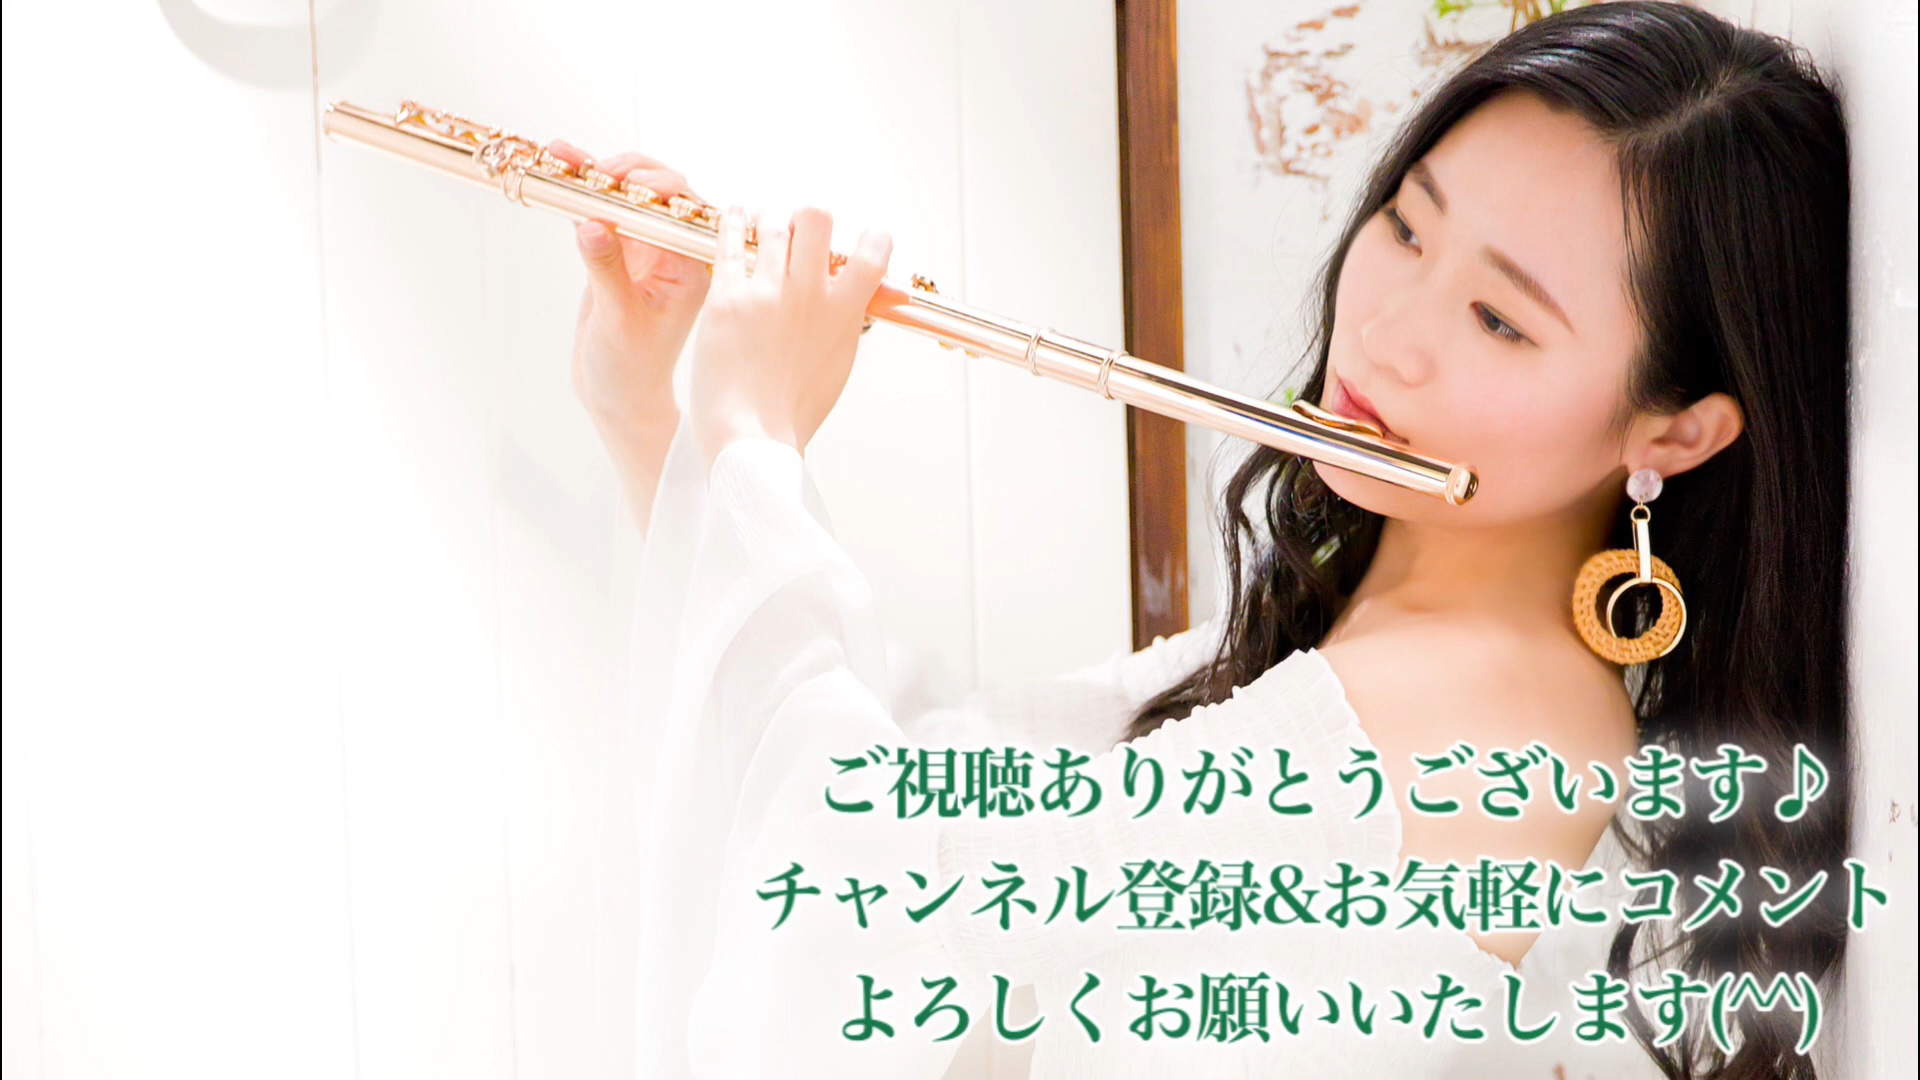 ご視聴ありがとうございます♪
チャンネル登録&お気軽にコメント
よろしくお願いいたします(^^)